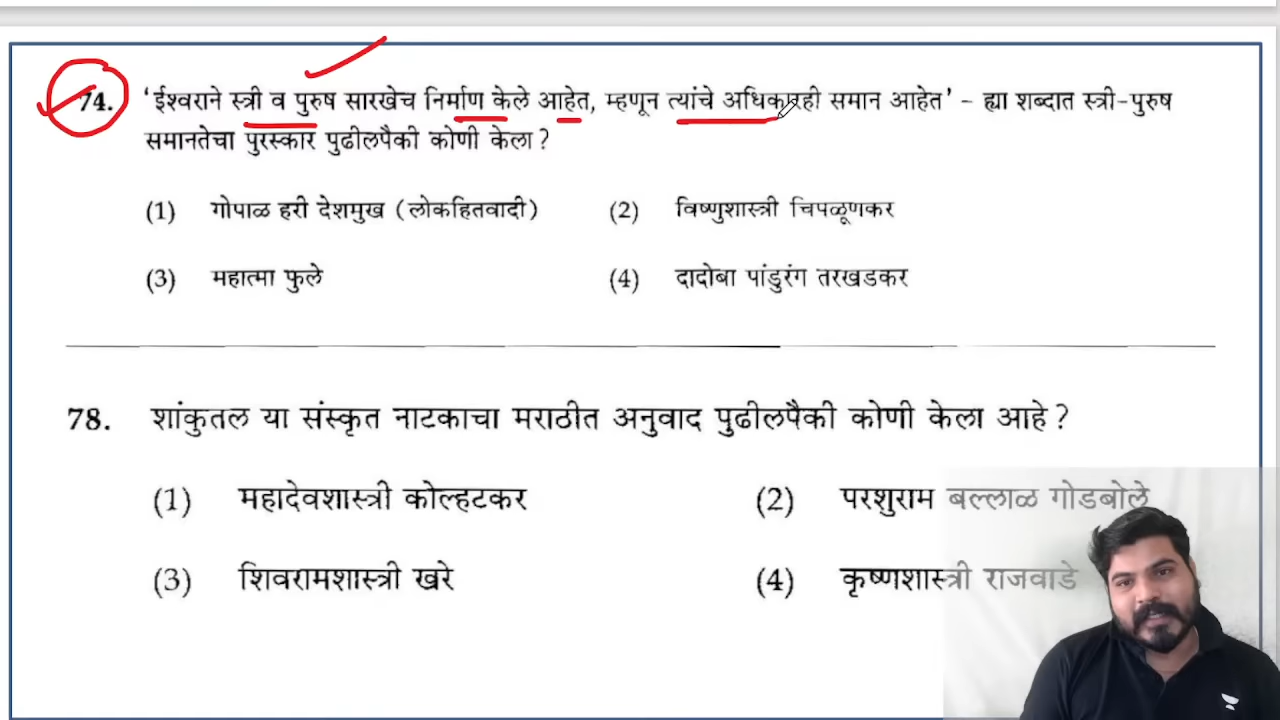 74. 'ईश्वराने स्त्री व पुरुष सारखेच निर्माण केले आहेत, म्हणून त्यांचे अधिकारही समान आहेत' - ह्या शब्दात स्त्री-पुरुष
समानतेचा पुरस्कार पुढीलपैकी कोणी केला ?
(1) गोपाळ हरी देशमुख (लोकहितवादी) (2) विष्णुशास्त्री चिपळूणकर
(3) महात्मा फुले (4) दादोबा पांडुरंग तरखडकर
78. शांकुतल या संस्कृत नाटकाचा मराठीत अनुवाद पुढीलपैकी कोणी केला आहे ?
(1) महादेवशास्त्री कोल्हटकर (2) परशुराम बल्लाळ गोडबोले
(3) शिवरामशास्त्री खरे (4) कृष्णशास्त्री राजवाडे